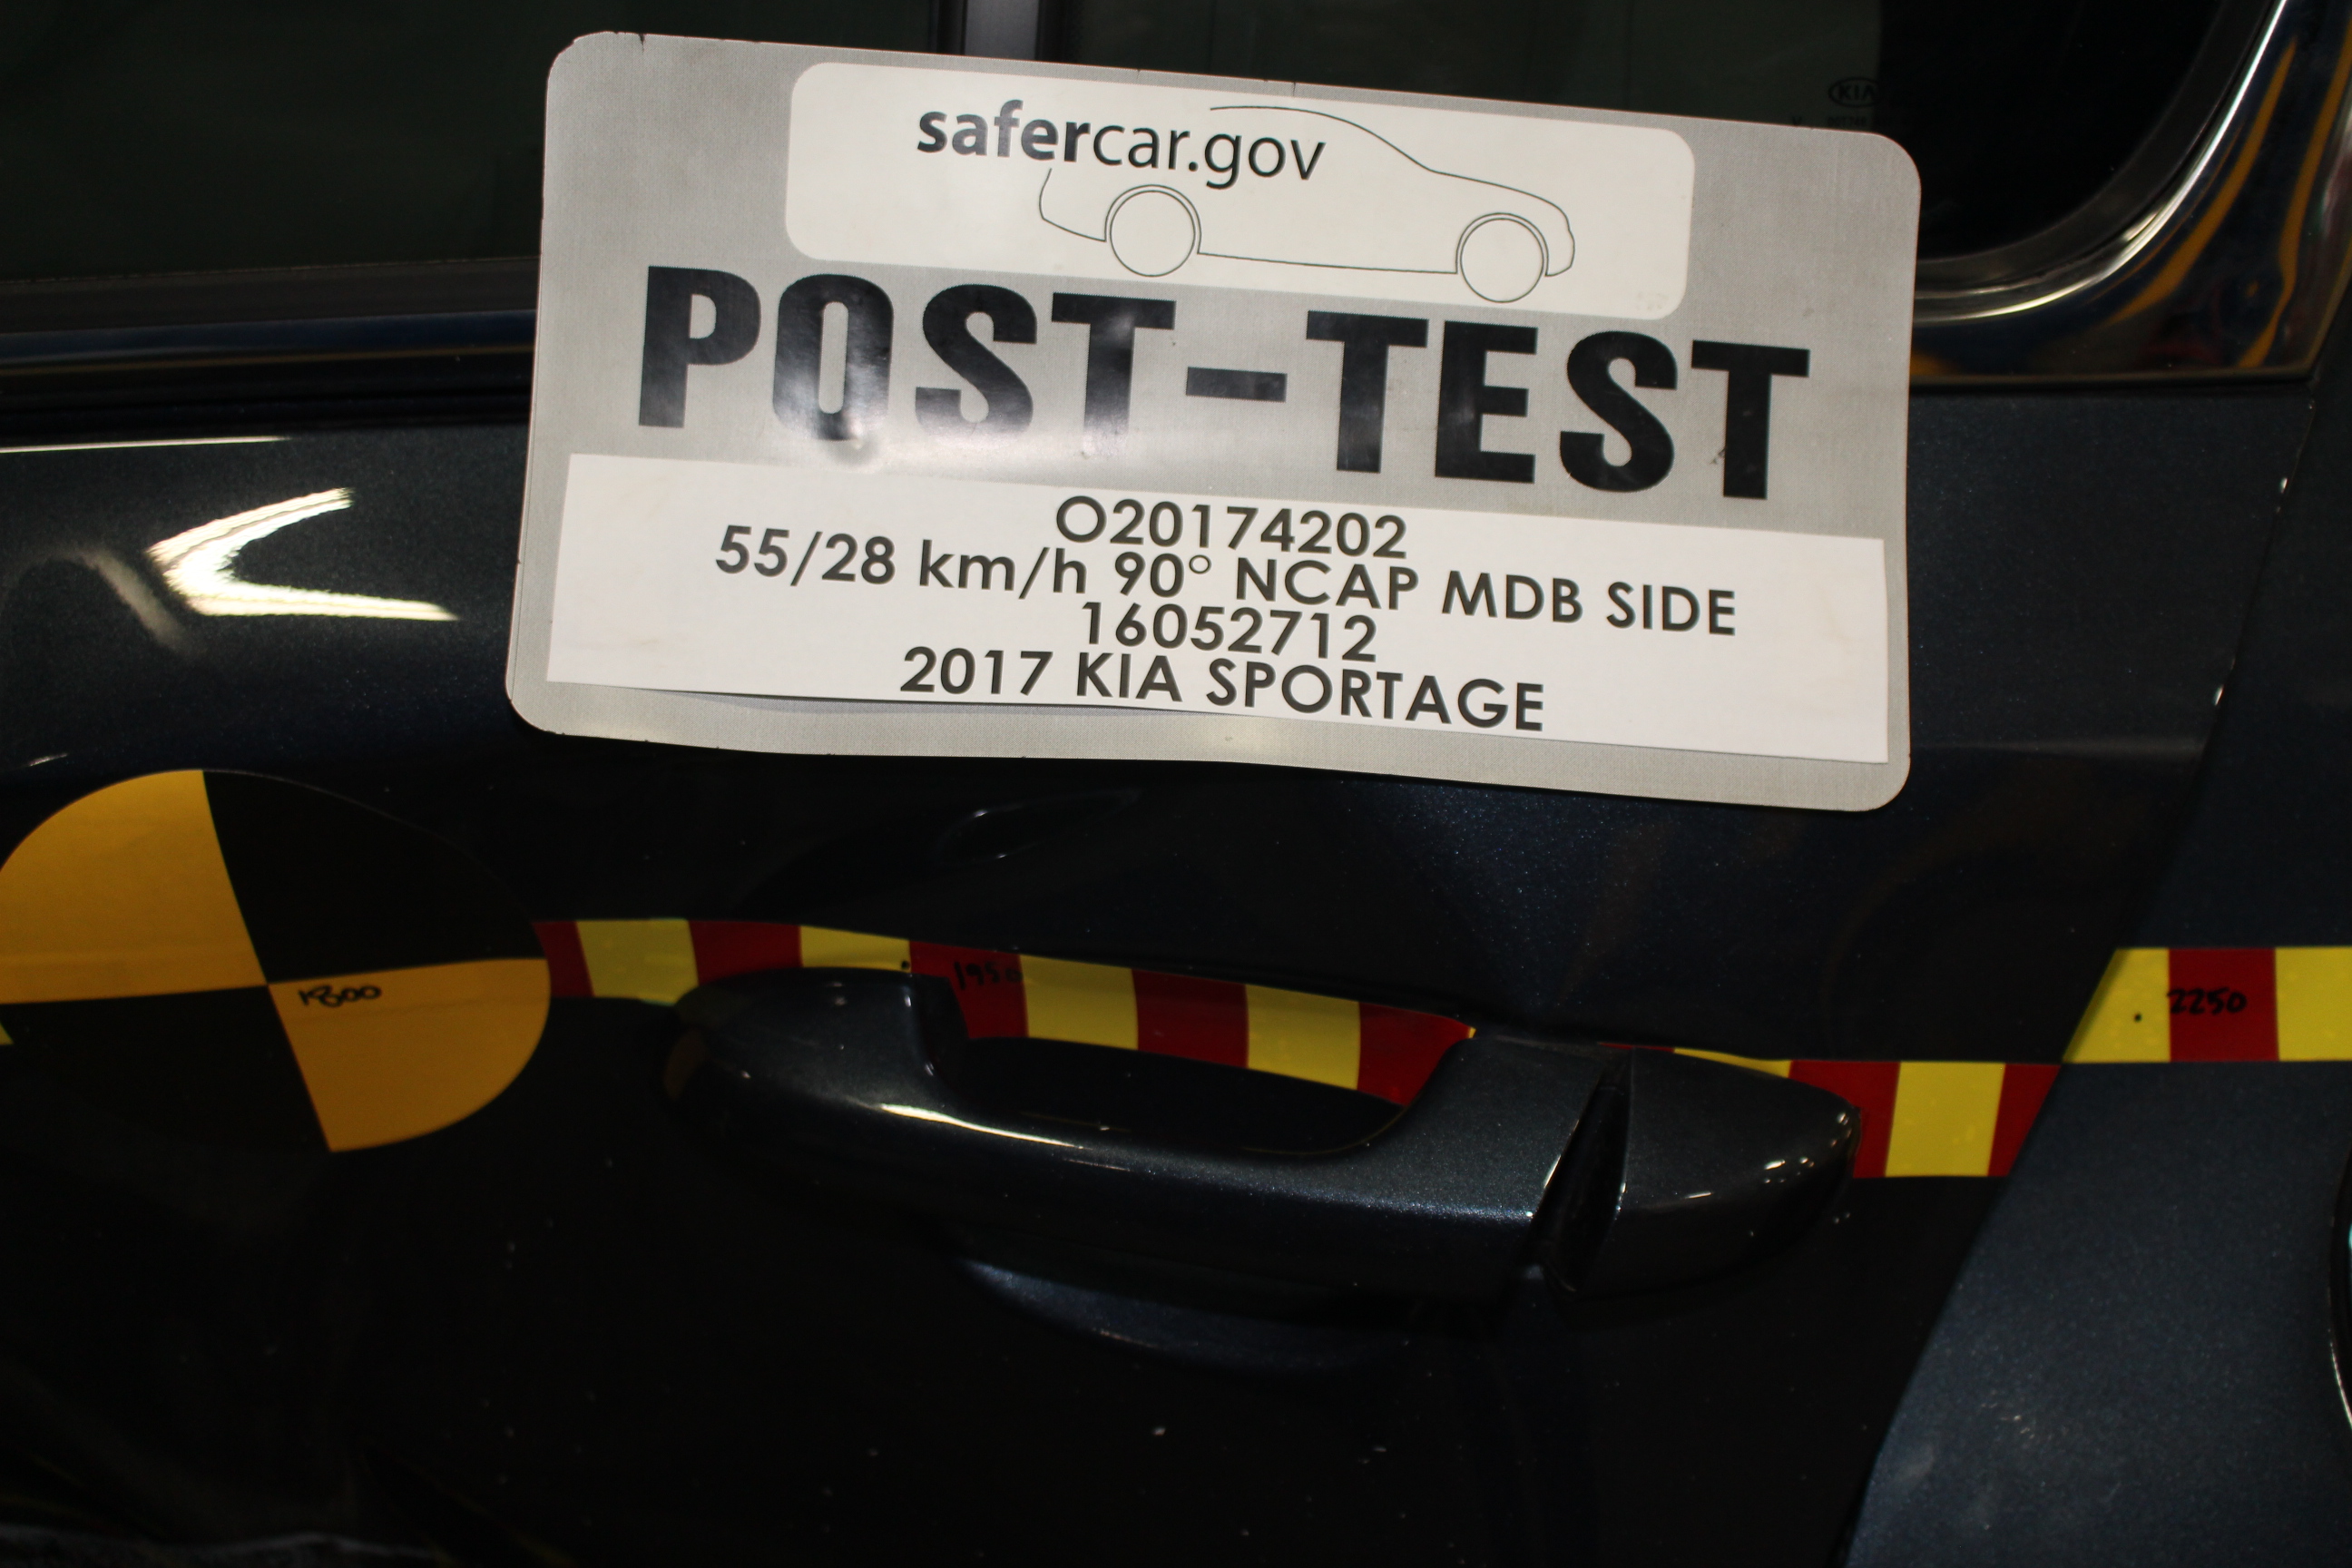 KIA
safercar.gov
POST-TEST
O20174202
55/28 km/h 90° NCAP MDB SIDE
16052712
2017 KIA SPORTAGE
1800
1950
2250